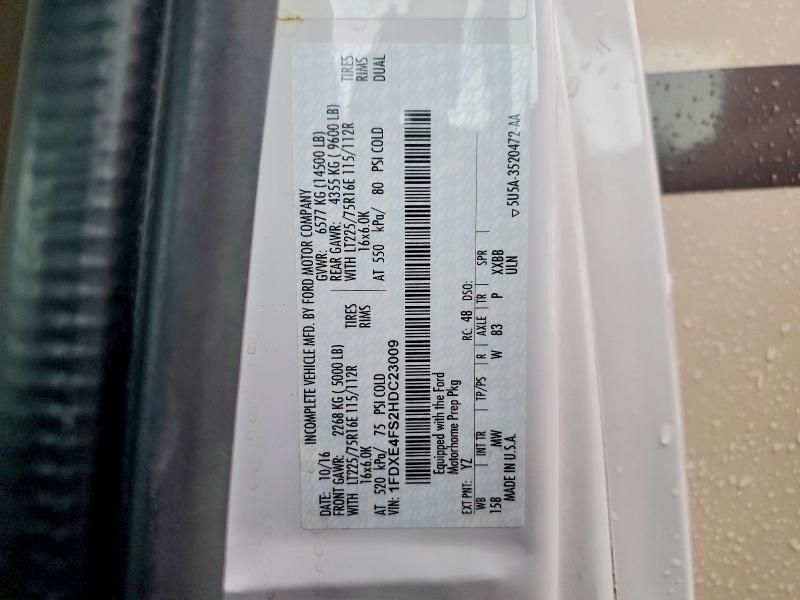 INCOMPLETE VEHICLE MFD. BY FORD MOTOR COMPANY
DATE: 10/16 GVWR: 6577 KG (14500 LB)
FRONT GAWR: 2268 KG ( 5000 LB) REAR GAWR: 4355 KG ( 9600 LB)
WITH LT225/75R16E 115/112R TIRES WITH LT225/75R16E 115/112R TIRES
16x6.0K RIMS 16x6.0K RIMS
AT 520 kPa/ 75 PSI COLD AT 550 kPa/ 80 PSI COLD DUAL
VIN: 1FDXE4FS2HDC23009
Equipped with the Ford
Motorhome Prep Pkg
EXT PNT: YZ RC: 48 DSO:
WB INT TR TP/PS R AXLE TR SPR
158 MW W 83 P XXBB
MADE IN U.S.A. ULN
▽ 5U5A-3520472-AA